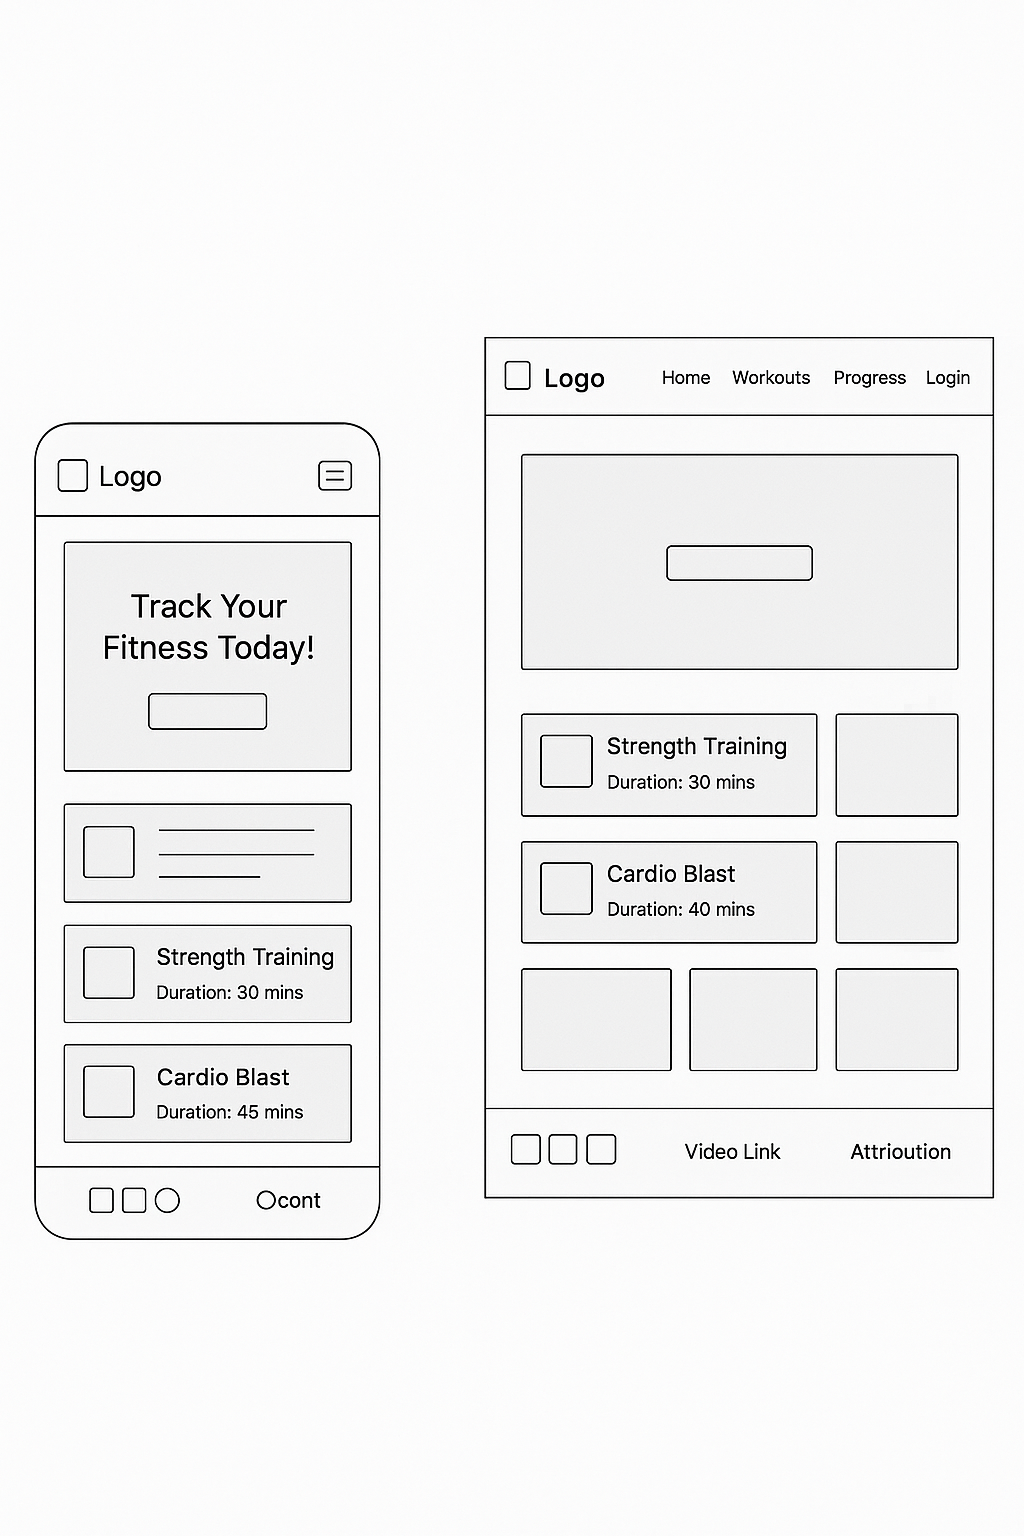 Logo
Track Your
Fitness Today!
Strength Training
Duration: 30 mins
Cardio Blast
Duration: 45 mins
Ocont
Logo Home Workouts Progress Login
Strength Training
Duration: 30 mins
Cardio Blast
Duration: 40 mins
Video Link Attrioution